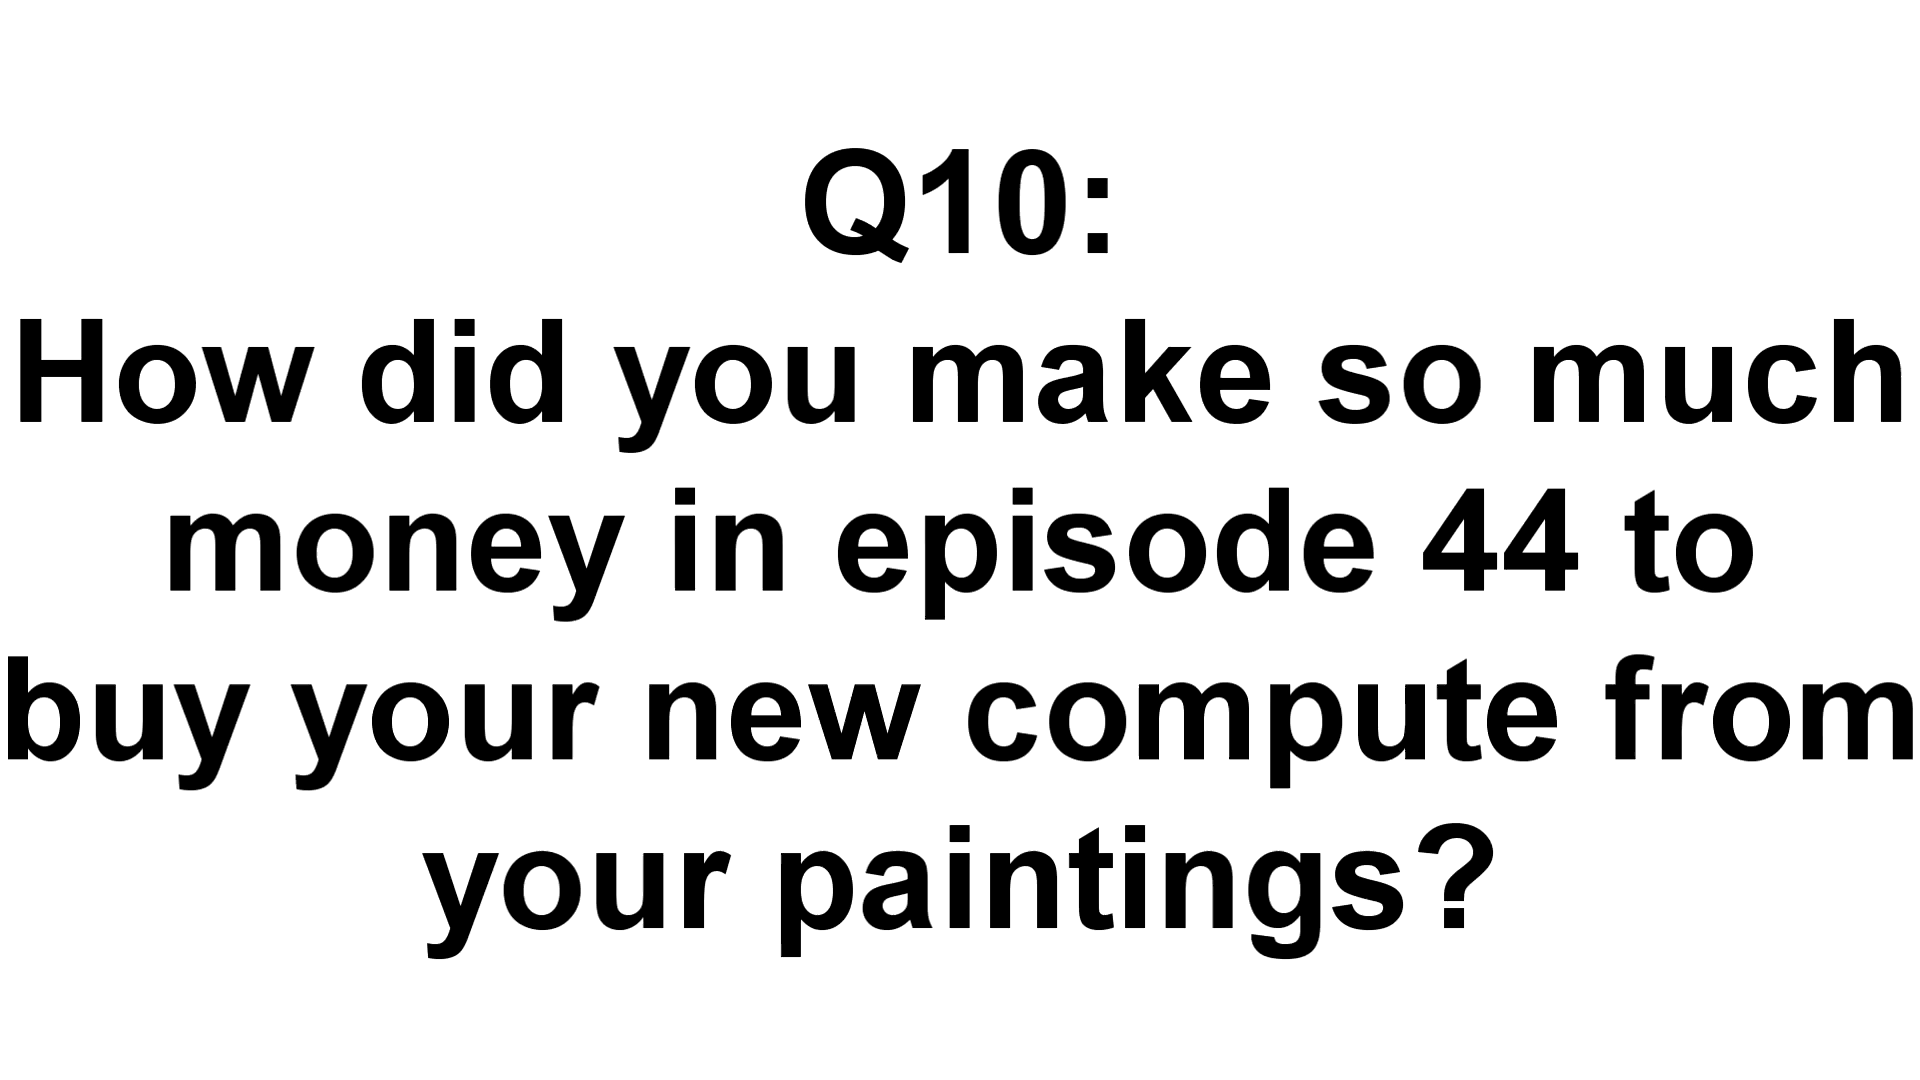 Q10:
How did you make so much
money in episode 44 to
buy your new compute from
your paintings?